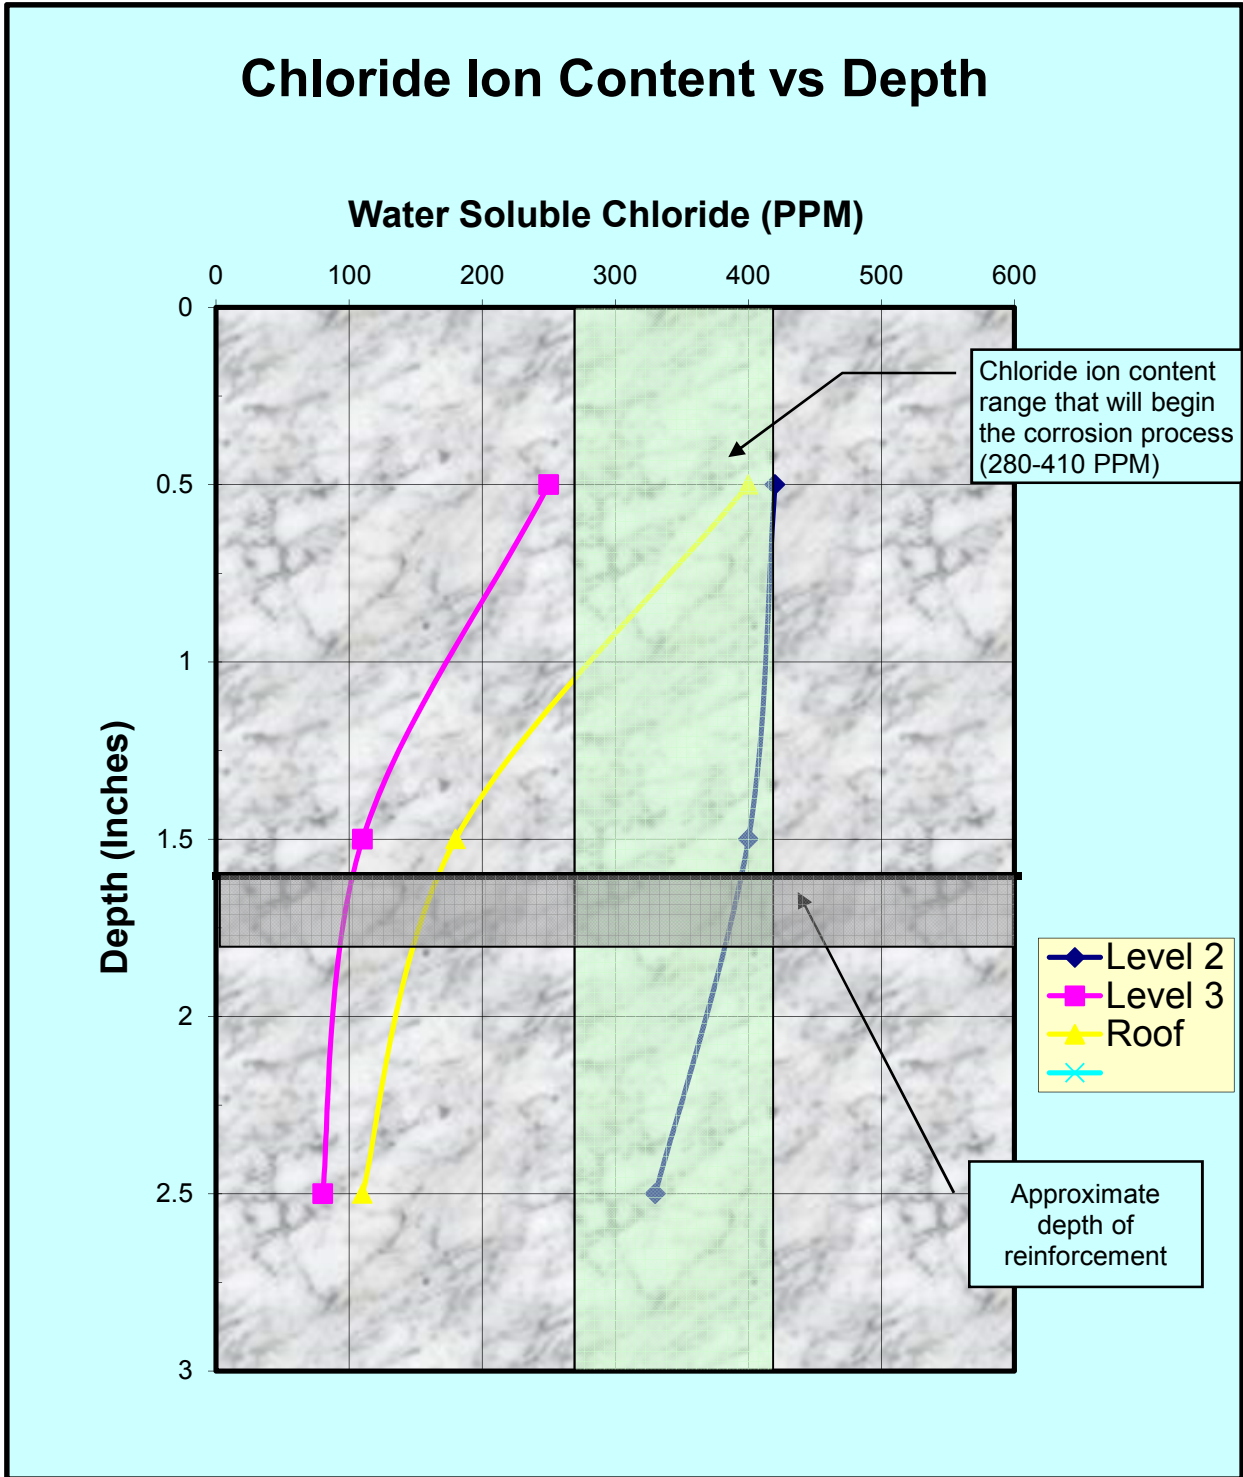 Chloride Ion Content vs Depth
Water Soluble Chloride (PPM)
0 100 200 300 400 500 600
0
0.5
1
1.5
2
2.5
3
Depth (Inches)
Chloride ion content
range that will begin
the corrosion process
(280-410 PPM)
Level 2
Level 3
Roof
Approximate
depth of
reinforcement